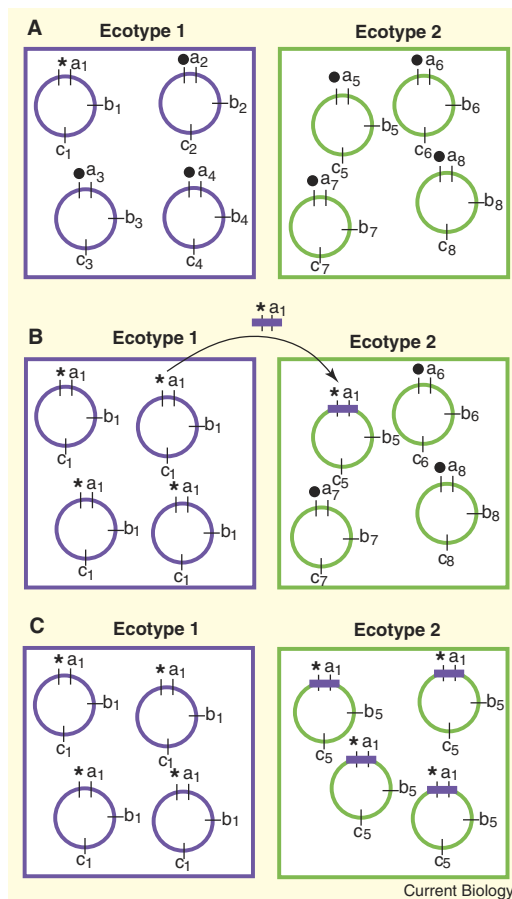 A
Ecotype 1 Ecotype 2
* a1 ● a2 ● a5 ● a6
b1 b2 b5 b6
c1 c2 c5 c6
● a3 ● a4 ● a7 ● a8
b3 b4 b7 b8
c3 c4 c7 c8
* a1
B
Ecotype 1 Ecotype 2
* a1 * a1 * a1 ● a6
b1 b1 b5 b6
c1 c1 c5 c6
* a1 * a1 ● a7 ● a8
b1 b1 b7 b8
c1 c1 c7 c8
C
Ecotype 1 Ecotype 2
* a1 * a1 * a1 * a1
b1 b1 b5 b5
c1 c1 c5 c5
* a1 * a1 * a1 * a1
b1 b1 b5 b5
c1 c1 c5 c5
Current Biology